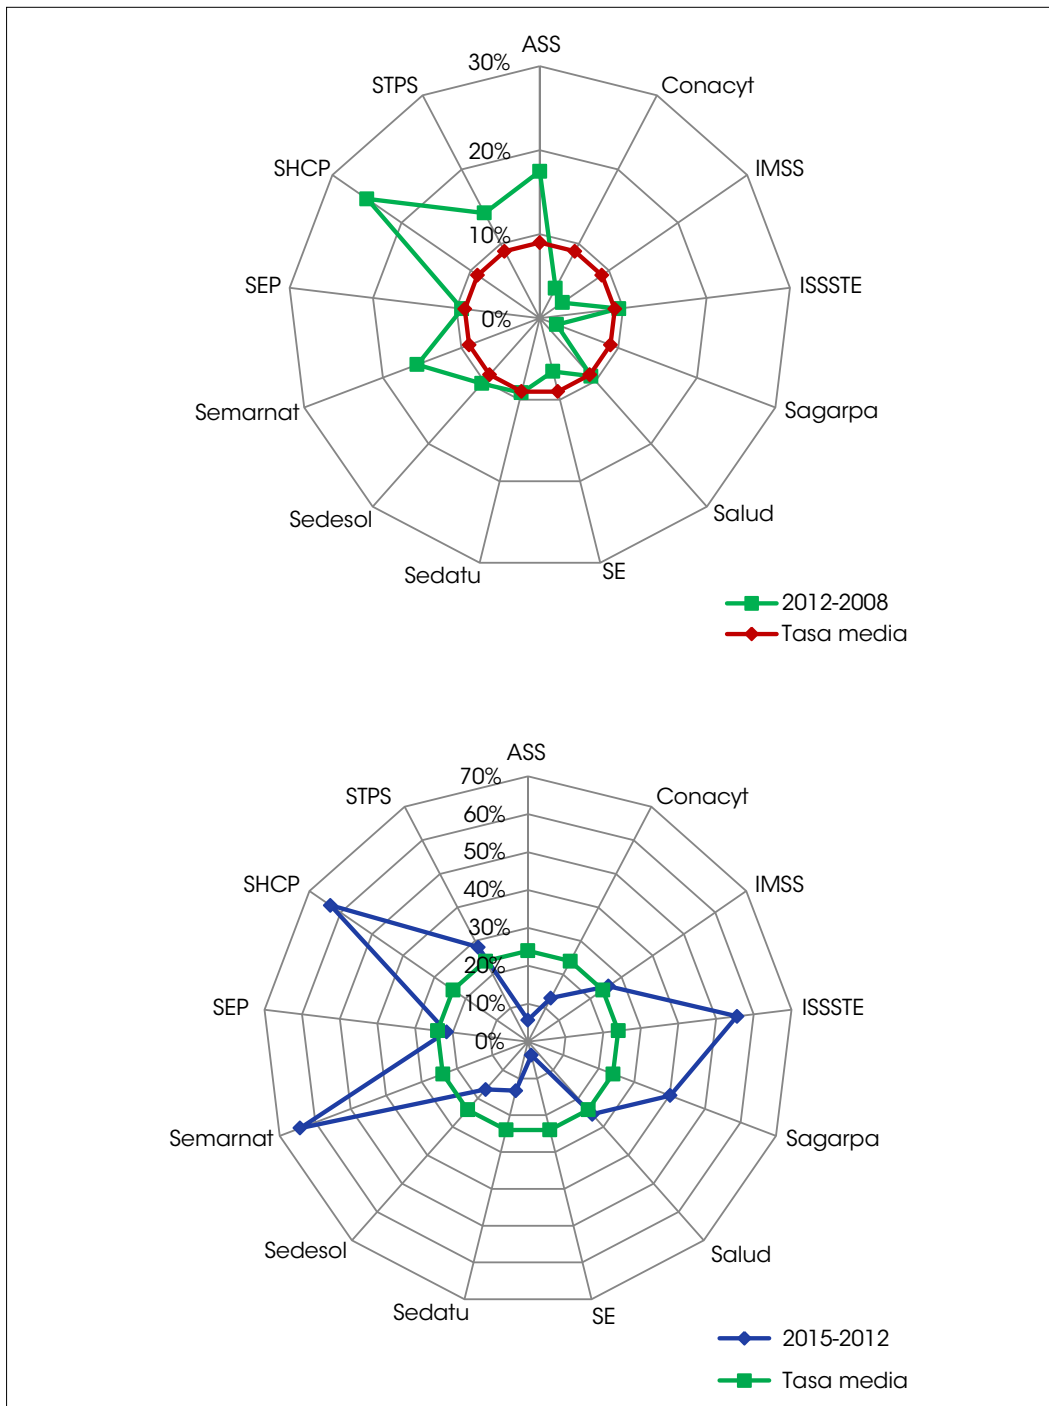 ASS
30%
STPS
Conacyt
20%
SHCP
IMSS
10%
SEP
ISSSTE
0%
Semarnat
Sagarpa
Sedesol
Salud
Sedatu
SE
2012-2008
Tasa media
ASS
70%
STPS
Conacyt
60%
50%
SHCP
IMSS
40%
30%
20%
SEP
ISSSTE
10%
0%
Semarnat
Sagarpa
Sedesol
Salud
Sedatu
SE
2015-2012
Tasa media